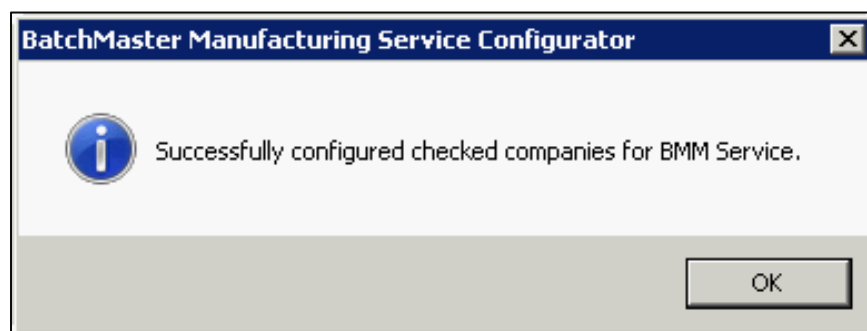 BatchMaster Manufacturing Service Configurator
Successfully configured checked companies for BMM Service.
OK